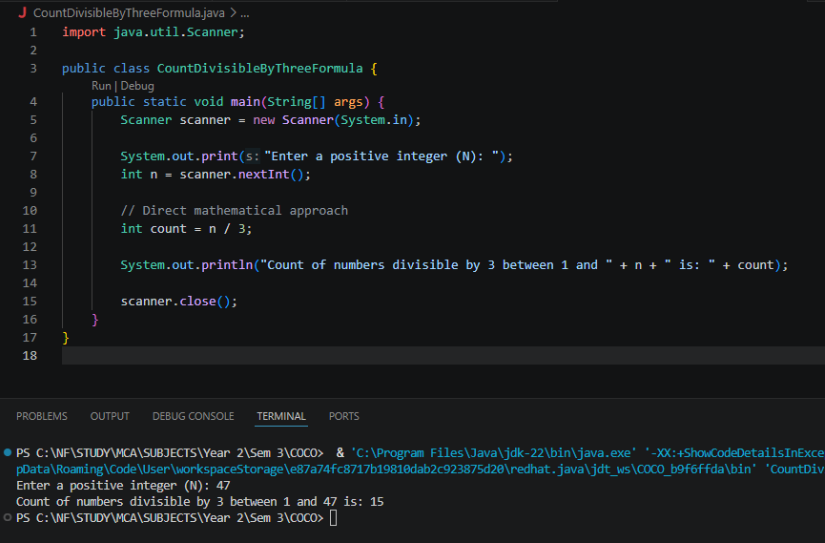 J CountDivisibleByThreeFormula.java > ...
1 import java.util.Scanner;
2
3 public class CountDivisibleByThreeFormula {
Run | Debug
4 public static void main(String[] args) {
5 Scanner scanner = new Scanner(System.in);
6
7 System.out.print(s: "Enter a positive integer (N): ");
8 int n = scanner.nextInt();
9
10 // Direct mathematical approach
11 int count = n / 3;
12
13 System.out.println("Count of numbers divisible by 3 between 1 and " + n + " is: " + count);
14
15 scanner.close();
16 }
17 }
18
PROBLEMS OUTPUT DEBUG CONSOLE TERMINAL PORTS
PS C:\NF\STUDY\MCA\SUBJECTS\Year 2\Sem 3\COCO> & 'C:\Program Files\Java\jdk-22\bin\java.exe' '-XX:+ShowCodeDetailsInExce
pData\Roaming\Code\User\workspaceStorage\e87a74fc8717b19810dab2c923875d20\redhat.java\jdt_ws\COCO_b9f6ffda\bin' 'CountDiv
Enter a positive integer (N): 47
Count of numbers divisible by 3 between 1 and 47 is: 15
PS C:\NF\STUDY\MCA\SUBJECTS\Year 2\Sem 3\COCO>